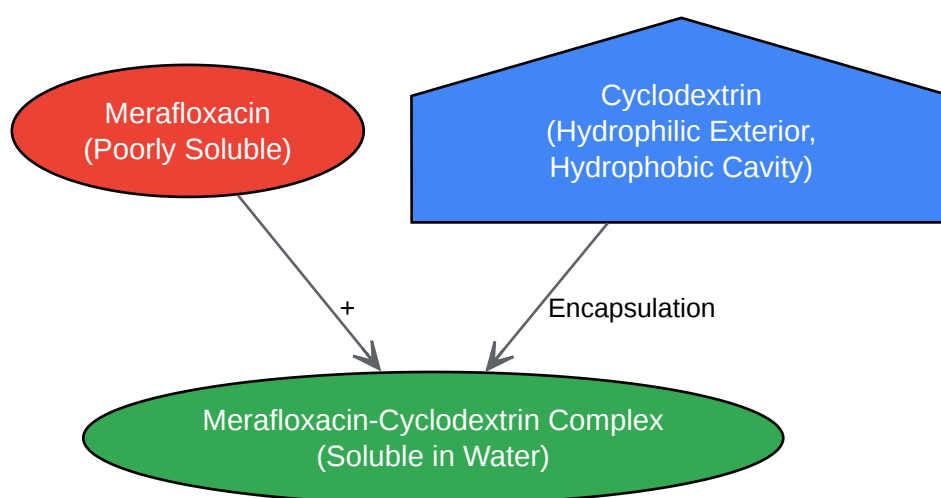 Merafloxacin
(Poorly Soluble)
Cyclodextrin
(Hydrophilic Exterior,
Hydrophobic Cavity)
+
Encapsulation
Merafloxacin-Cyclodextrin Complex
(Soluble in Water)